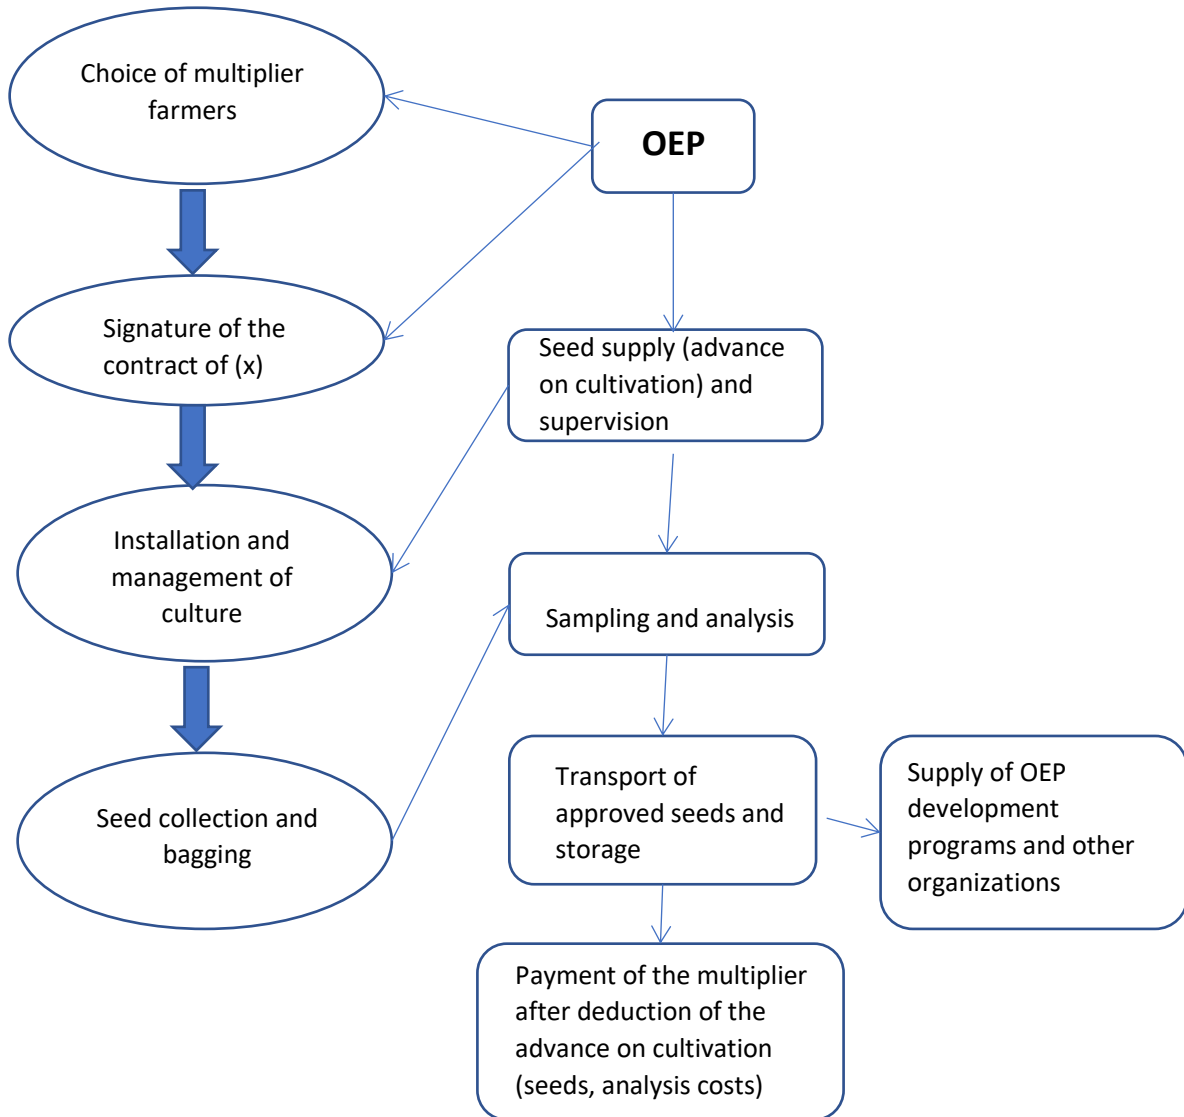 Choice of multiplier
farmers
OEP
Signature of the
contract of (x)
Seed supply (advance
on cultivation) and
supervision
Installation and
management of
culture
Sampling and analysis
Seed collection and
bagging
Transport of
approved seeds and
storage
Supply of OEP
development
programs and other
organizations
Payment of the multiplier
after deduction of the
advance on cultivation
(seeds, analysis costs)